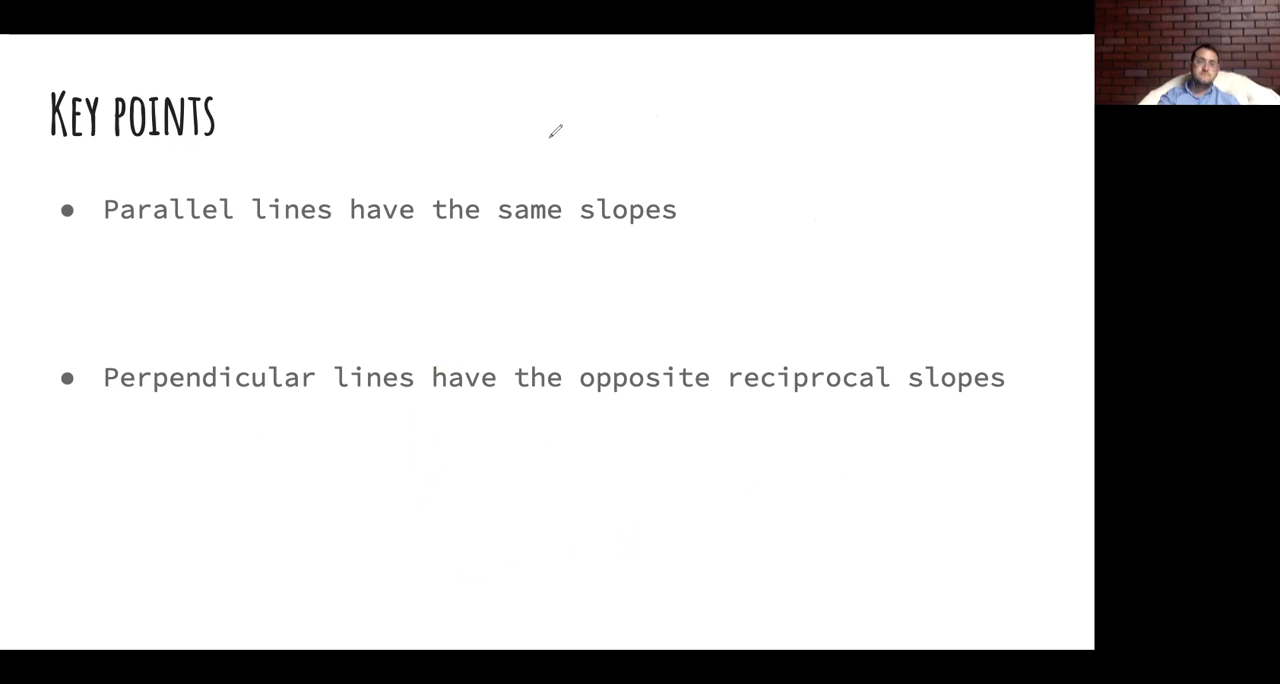 Key points
● Parallel lines have the same slopes
● Perpendicular lines have the opposite reciprocal slopes